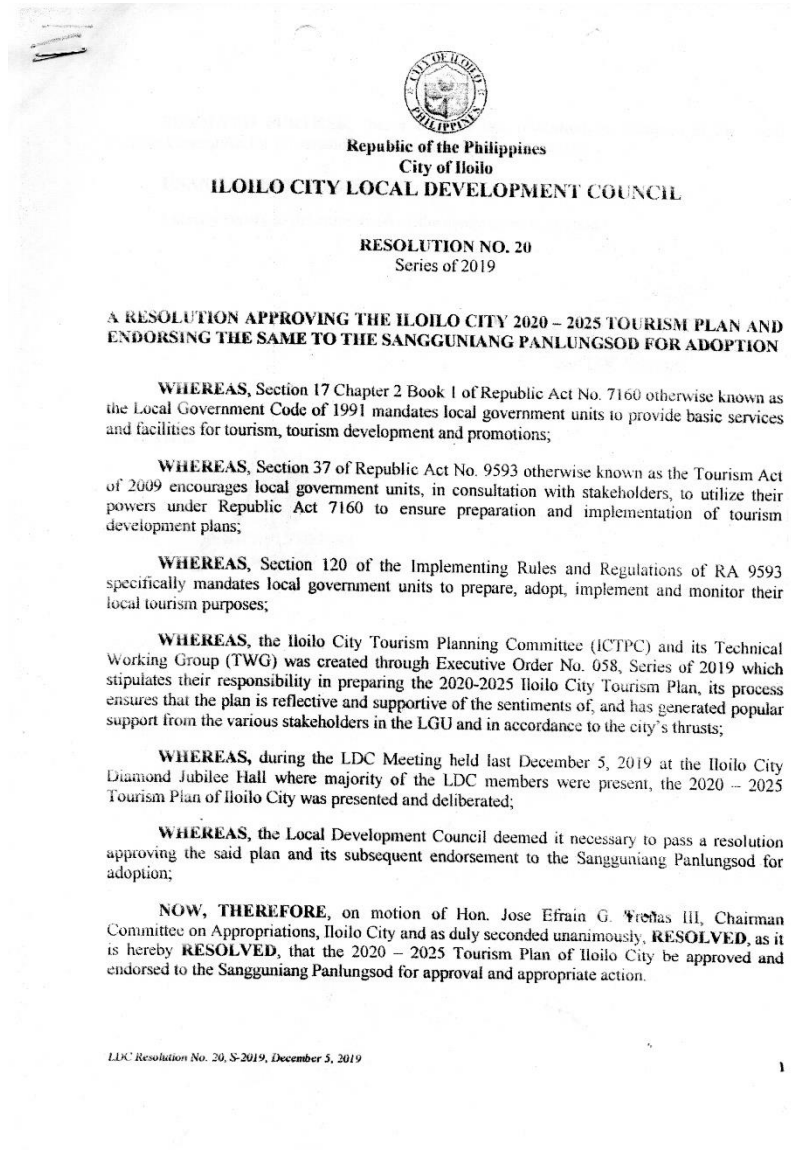 CITY OF ILOILO
PHILIPPINES
Republic of the Philippines
City of Iloilo
ILOILO CITY LOCAL DEVELOPMENT COUNCIL
RESOLUTION NO. 20
Series of 2019
A RESOLUTION APPROVING THE ILOILO CITY 2020 – 2025 TOURISM PLAN AND
ENDORSING THE SAME TO THE SANGGUNIANG PANLUNGSOD FOR ADOPTION
WHEREAS, Section 17 Chapter 2 Book 1 of Republic Act No. 7160 otherwise known as
the Local Government Code of 1991 mandates local government units to provide basic services
and facilities for tourism, tourism development and promotions;
WHEREAS, Section 37 of Republic Act No. 9593 otherwise known as the Tourism Act
of 2009 encourages local government units, in consultation with stakeholders, to utilize their
powers under Republic Act 7160 to ensure preparation and implementation of tourism
development plans;
WHEREAS, Section 120 of the Implementing Rules and Regulations of RA 9593
specifically mandates local government units to prepare, adopt, implement and monitor their
local tourism purposes;
WHEREAS, the Iloilo City Tourism Planning Committee (ICTPC) and its Technical
Working Group (TWG) was created through Executive Order No. 058, Series of 2019 which
stipulates their responsibility in preparing the 2020-2025 Iloilo City Tourism Plan, its process
ensures that the plan is reflective and supportive of the sentiments of, and has generated popular
support from the various stakeholders in the LGU and in accordance to the city's thrusts;
WHEREAS, during the LDC Meeting held last December 5, 2019 at the Iloilo City
Diamond Jubilee Hall where majority of the LDC members were present, the 2020 – 2025
Tourism Plan of Iloilo City was presented and deliberated;
WHEREAS, the Local Development Council deemed it necessary to pass a resolution
approving the said plan and its subsequent endorsement to the Sangguniang Panlungsod for
adoption;
NOW, THEREFORE, on motion of Hon. Jose Efrain G. Treñas III, Chairman
Committee on Appropriations, Iloilo City and as duly seconded unanimously, RESOLVED, as it
is hereby RESOLVED, that the 2020 – 2025 Tourism Plan of Iloilo City be approved and
endorsed to the Sangguniang Panlungsod for approval and appropriate action.
LDC Resolution No. 20, S-2019, December 5, 2019
1